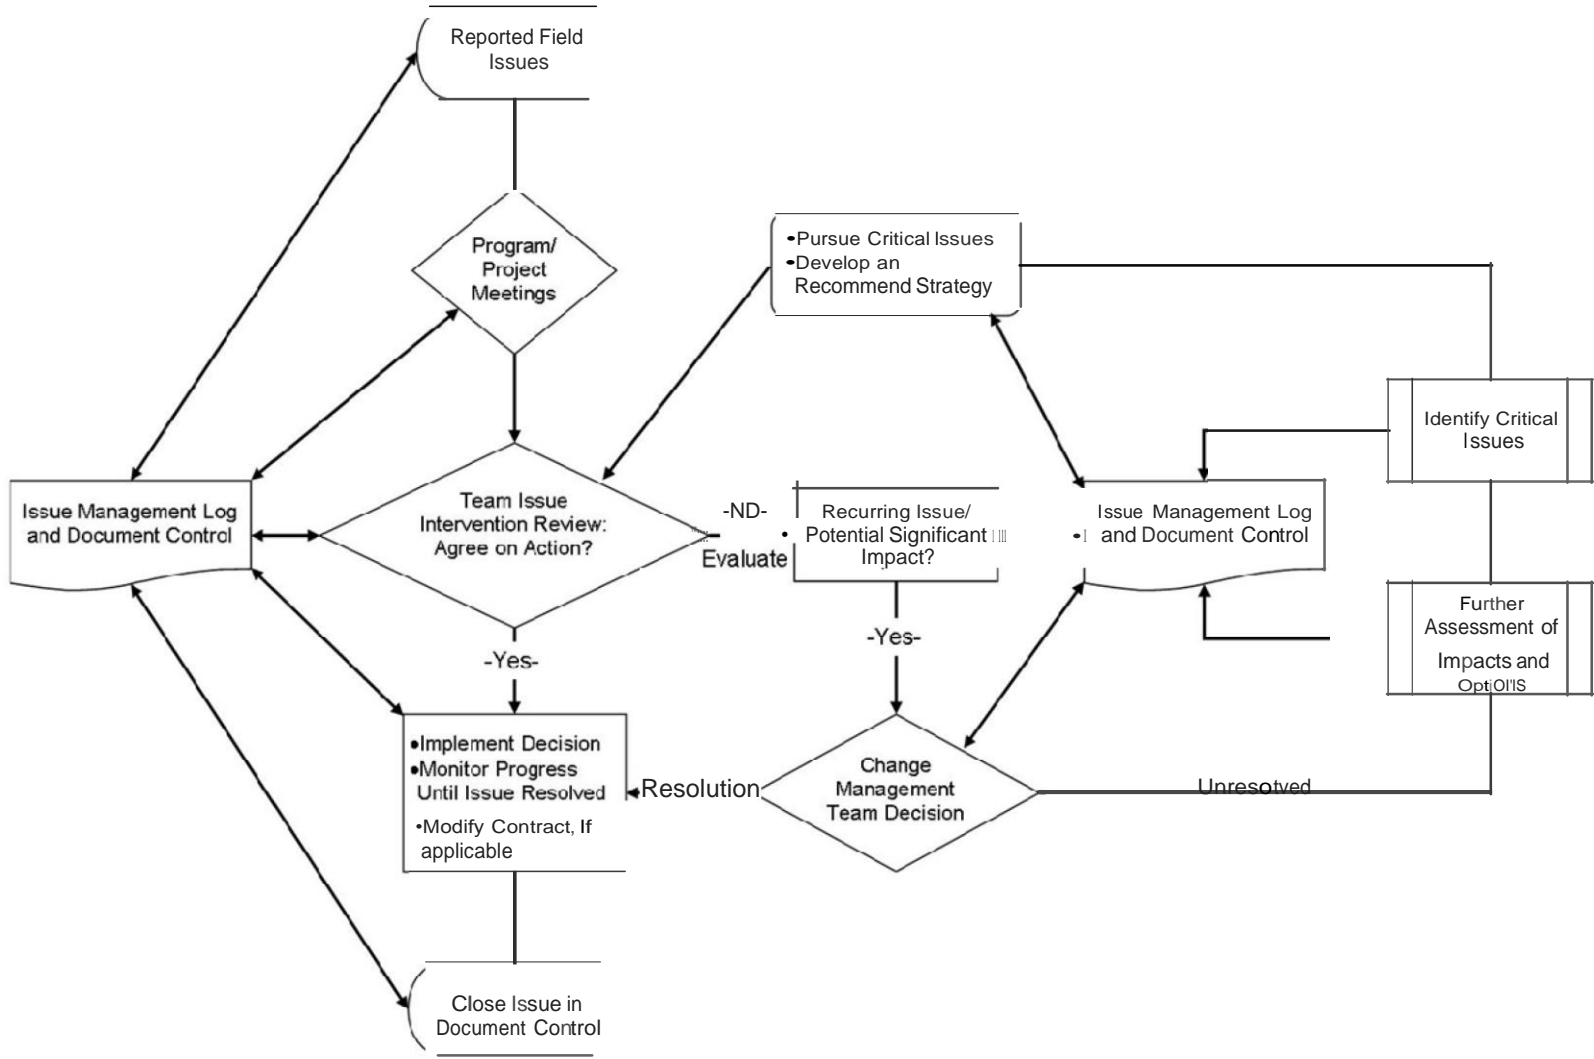 Reported Field
Issues
Program/
Project
Meetings
•Pursue Critical Issues
•Develop an
Recommend Strategy
Identify Critical
Issues
Issue Management Log
and Document Control
Team Issue
Intervention Review:
Agree on Action?
-ND-
Evaluate
Recurring Issue/
• Potential Significant
Impact?
Issue Management Log
• and Document Control
Further
Assessment of
Impacts and
OptiOI'IS
-Yes-
-Yes-
•Implement Decision
•Monitor Progress
Until Issue Resolved
•Modify Contract, If
applicable
Resolution
Change
Management
Team Decision
Unresotved
Close Issue in
Document Control